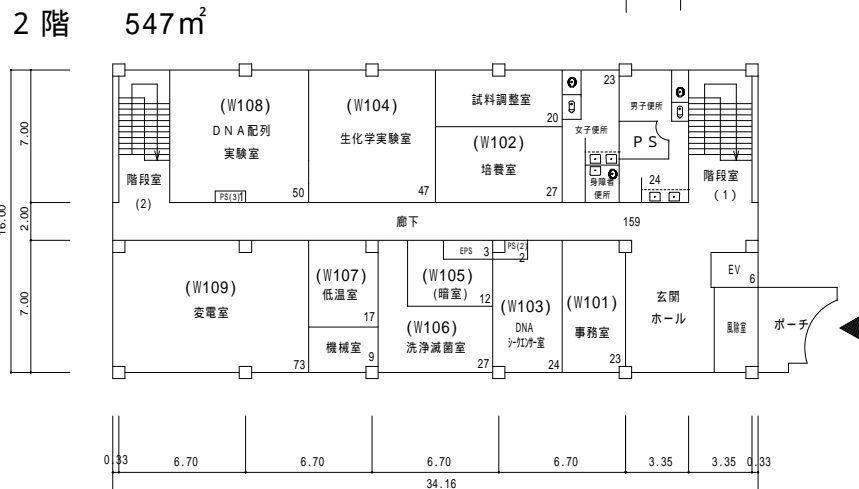 2 階 547㎡
(W108)
DNA配列
実験室
50
PS(3)1
(W104)
生化学実験室
47
試料調整室
20
(W102)
培養室
27
23
女子便所
男子便所
PS
身障者
便所
24
階段室
(1)
階段室
(2)
廊下
159
(W109)
変電室
73
(W107)
低温室
17
機械室
9
EPS 3
PS(2)
2
(W105)
(暗室)
12
(W106)
洗浄滅菌室
27
(W103)
DNA
シークエンサー室
24
(W101)
事務室
23
玄関
ホール
EV
6
風除室
ポーチ
7.00
2.00
7.00
16.00
0.33 6.70 6.70 6.70 6.70 3.35 3.35 0.33
34.16